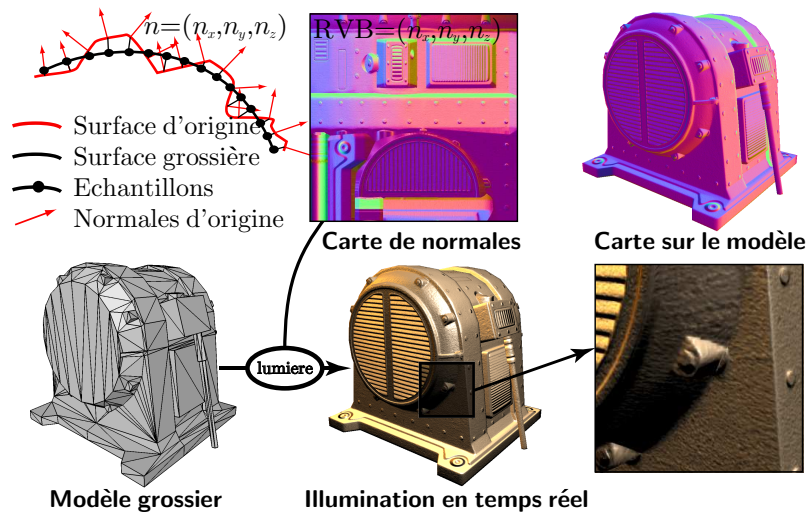 n=(nx,ny,nz)
RVB=(nx,ny,nz)
Surface d'origine
Surface grossière
Echantillons
Normales d'origine
Carte de normales
Carte sur le modèle
lumiere
Modèle grossier
Illumination en temps réel